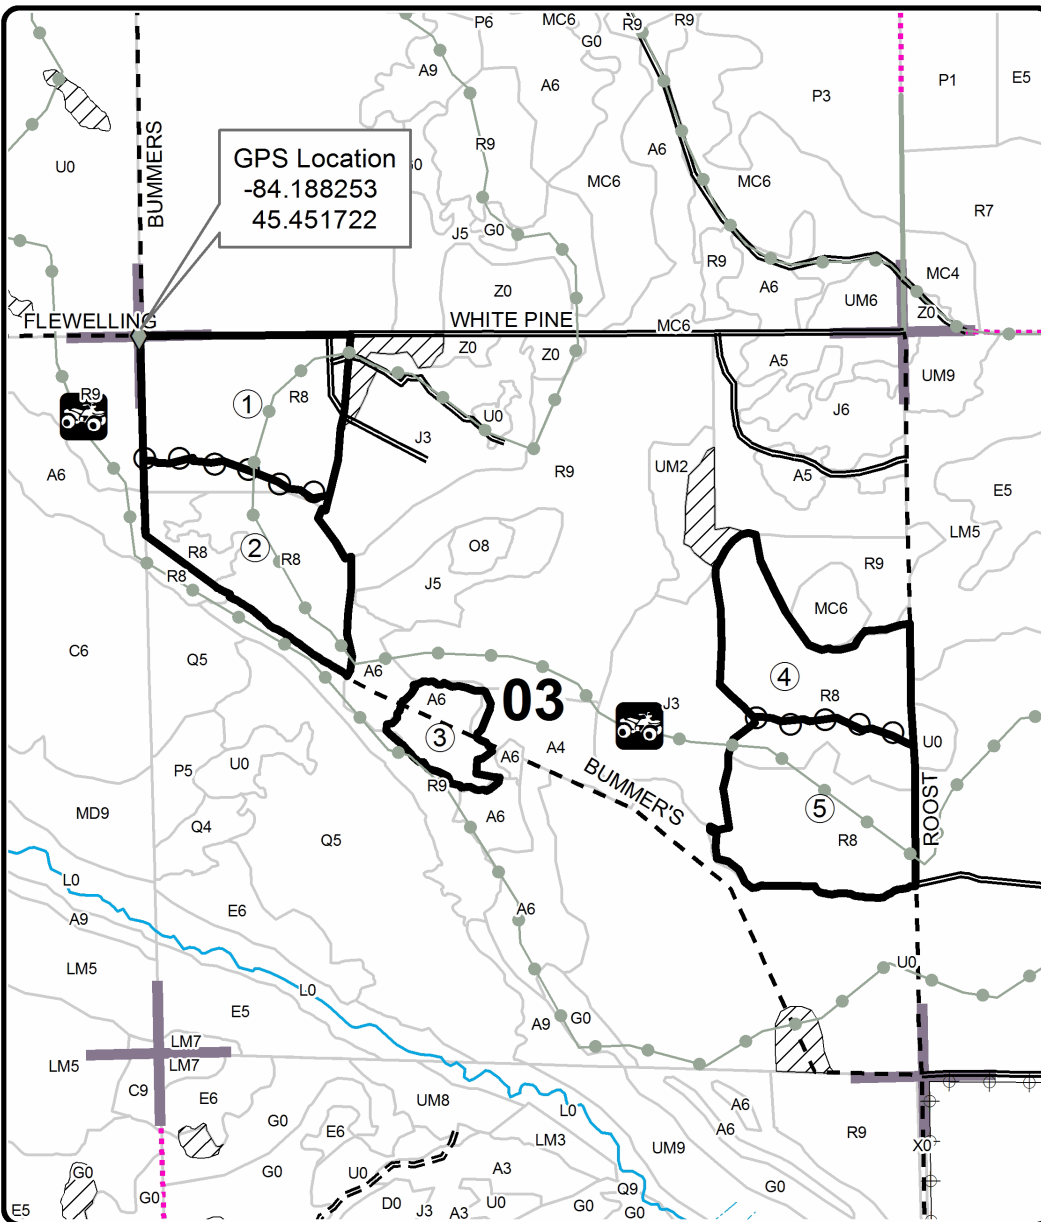 P6
MC6
R9
R9
G0
A9
A6
P3
P1
E5
U0
BUMMERS
GPS Location
-84.188253
45.451722
R9
A6
MC6
MC6
R7
J5
G0
R9
A6
MC4
UM6
Z0
Z0
FLEWELLING
WHITE PINE
MC6
Z0
Z0
A5
UM9
R9
1
R8
U0
J6
J3
A6
R9
UM2
A5
E5
2
R8
R8
R8
O8
J5
R9
LM5
MC6
C6
Q5
A6
A6
03
4
R8
J3
3
A6
A4
U0
P5
U0
R9
BUMMER'S
ROOST
MD9
Q4
Q5
A6
5
R8
L0
A9
E6
A6
LM5
L0
U0
E5
A9
G0
LM7
LM5
LM7
C9
E6
UM8
A6
G0
E6
L0
A6
LM3
UM9
R9
X0
G0
G0
U0
A3
Q9
G0
G0
D0
J3
A3
U0
G0
G0
E5